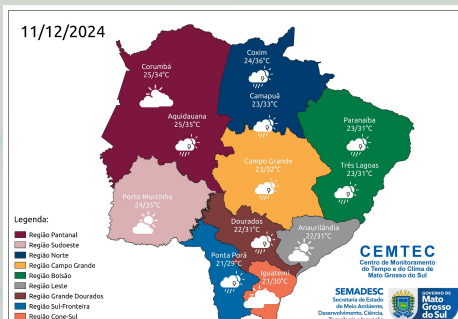 11/12/2024
Coxim
24/36°C
Corumbá
25/34°C
Camapuã
23/33°C
Aquidauana
25/35°C
Paranaíba
23/31°C
Campo Grande
23/32°C
Três Lagoas
23/31°C
Porto Murtinho
24/35°C
Dourados
22/31°C
Anaurilândia
22/31°C
Ponta Porã
21/29°C
Iguatemi
21/30°C
Legenda:
Região Pantanal
Região Sudoeste
Região Norte
Região Campo Grande
Região Bolsão
Região Leste
Região Grande Dourados
Região Sul-Fronteira
Região Cone-Sul
CEMTEC
Centro de Monitoramento
do Tempo e do Clima de
Mato Grosso do Sul
SEMADESC
Secretaria de Estado
de Meio Ambiente,
Desenvolvimento, Ciência,
GOVERNO DE
Mato
Grosso
do Sul